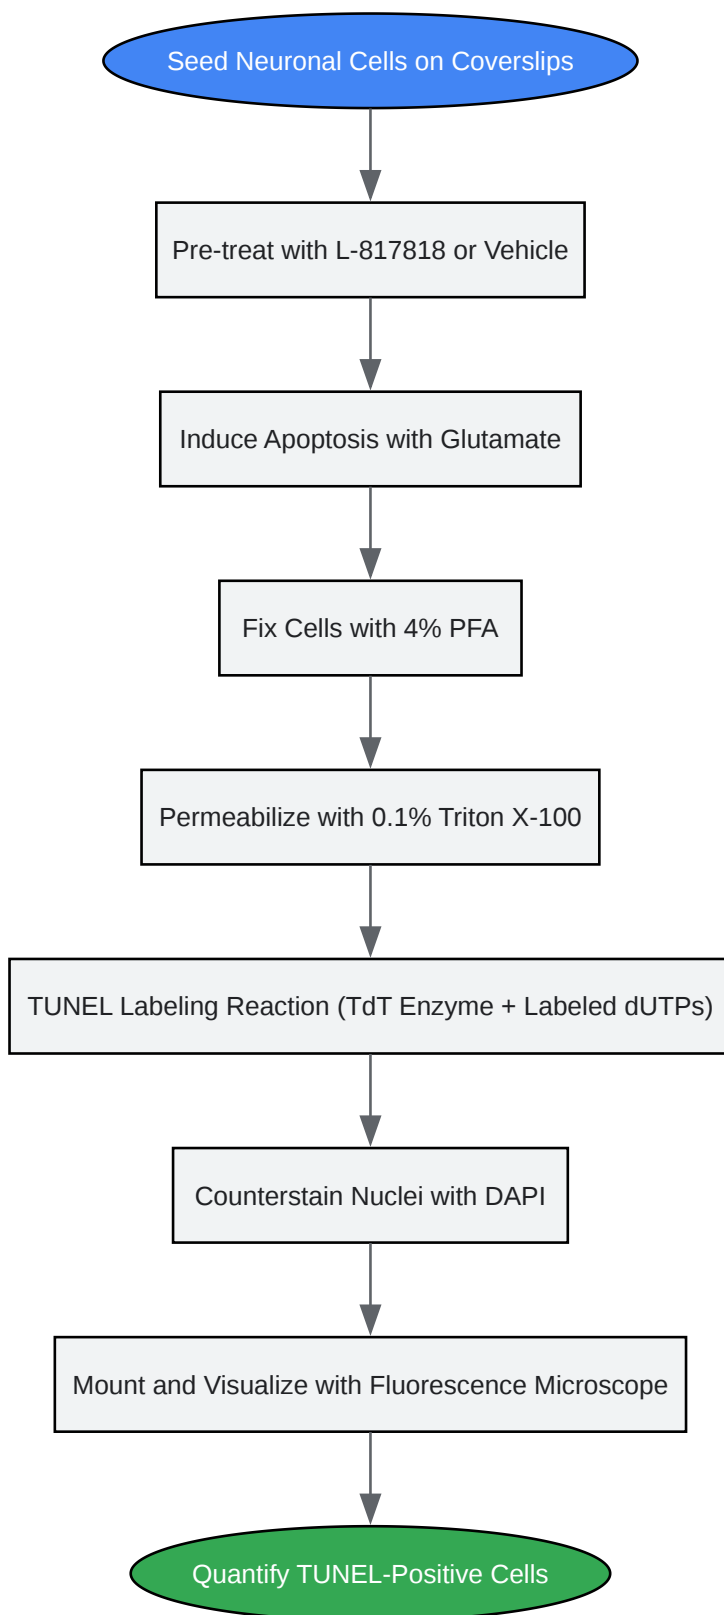 Seed Neuronal Cells on Coverslips
Pre-treat with L-817818 or Vehicle
Induce Apoptosis with Glutamate
Fix Cells with 4% PFA
Permeabilize with 0.1% Triton X-100
TUNEL Labeling Reaction (TdT Enzyme + Labeled dUTPs)
Counterstain Nuclei with DAPI
Mount and Visualize with Fluorescence Microscope
Quantify TUNEL-Positive Cells